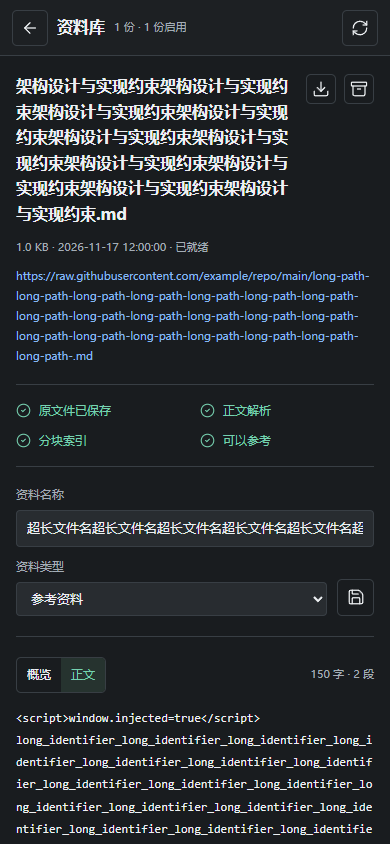 资料库 1 份 · 1 份启用
架构设计与实现约束架构设计与实现约
束架构设计与实现约束架构设计与实现
约束架构设计与实现约束架构设计与实
现约束架构设计与实现约束架构设计与
实现约束架构设计与实现约束架构设计
与实现约束.md
1.0 KB · 2026-11-17 12:00:00 · 已就绪
https://raw.githubusercontent.com/example/repo/main/long-path-
long-path-long-path-long-path-long-path-long-path-long-path-
long-path-long-path-long-path-long-path-long-path-long-path-
long-path-long-path-long-path-long-path-long-path-long-path-
long-path-.md
原文件已保存 正文解析
分块索引 可以参考
资料名称
超长文件名超长文件名超长文件名超长文件名超长文件名超
资料类型
参考资料
概览 正文 150 字 · 2 段
<script>window.injected=true</script>
long_identifier_long_identifier_long_identifier_long_i
dentifier_long_identifier_long_identifier_long_identif
ier_long_identifier_long_identifier_long_identifier_lo
ng_identifier_long_identifier_long_identifier_long_ide
ntifier_long_identifier_long_identifier_long_identifie